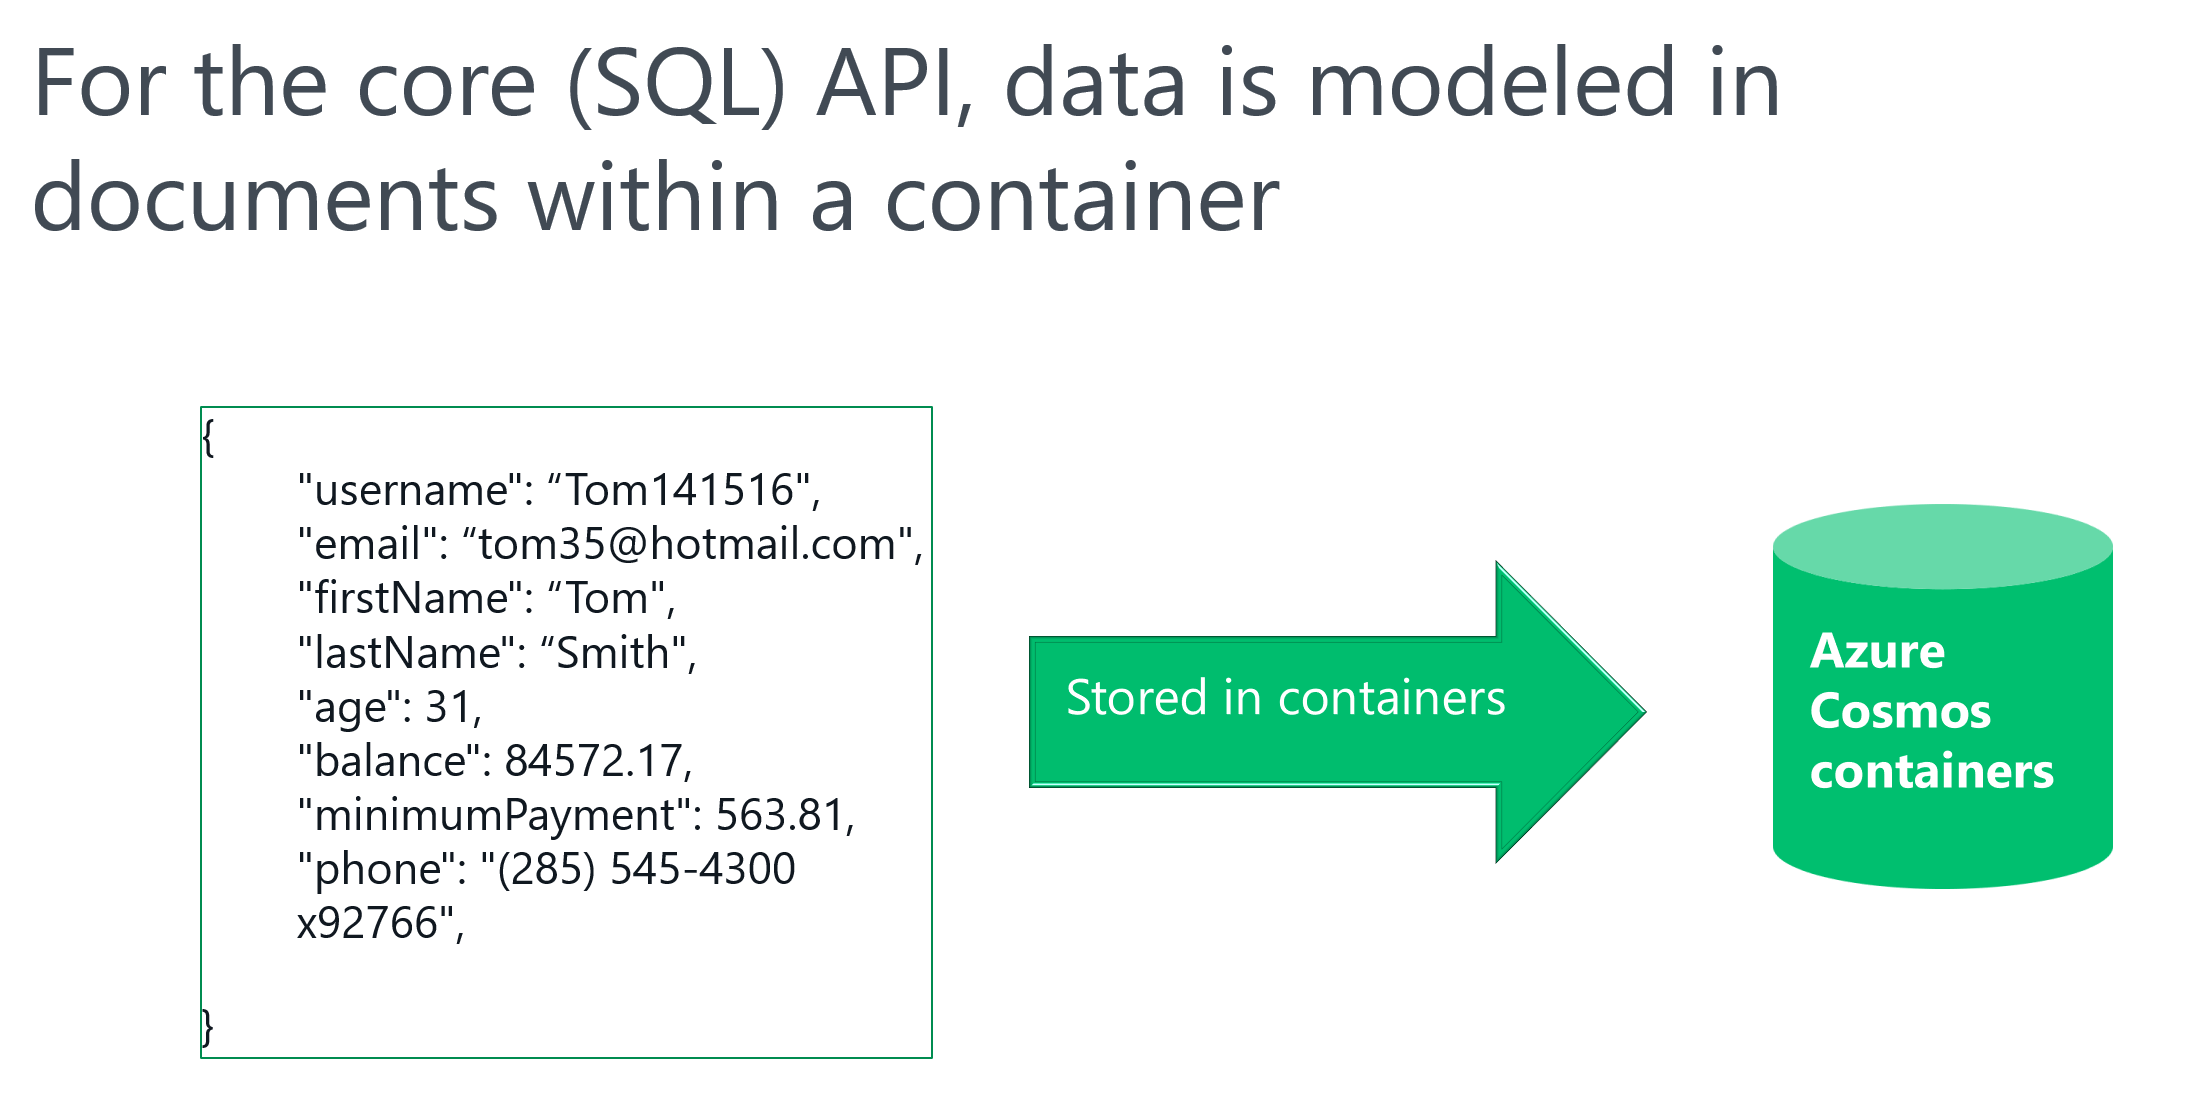 For the core (SQL) API, data is modeled in
documents within a container
{
"username": “Tom141516",
"email": “tom35@hotmail.com",
"firstName": “Tom",
"lastName": “Smith",
"age": 31,
"balance": 84572.17,
"minimumPayment": 563.81,
"phone": "(285) 545-4300
x92766",
}
Stored in containers
Azure
Cosmos
containers